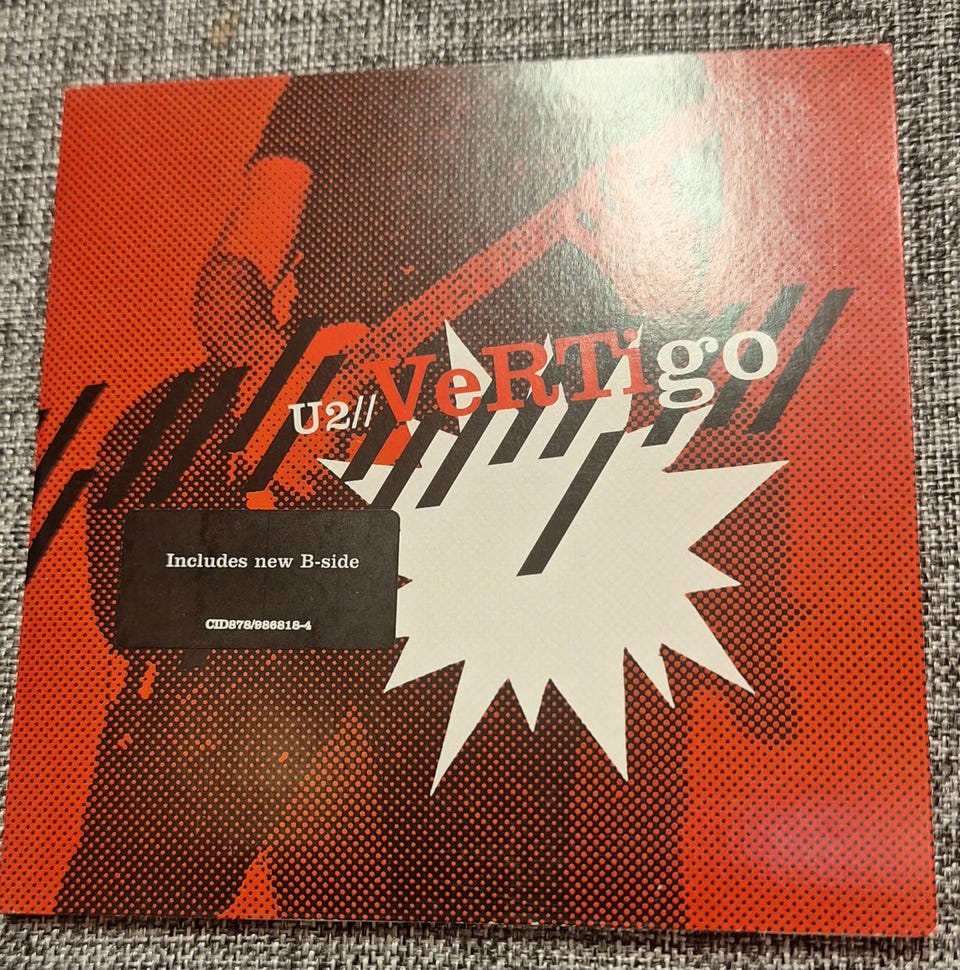 U2// VeRTigo
Includes new B-side
CID878/986818-4